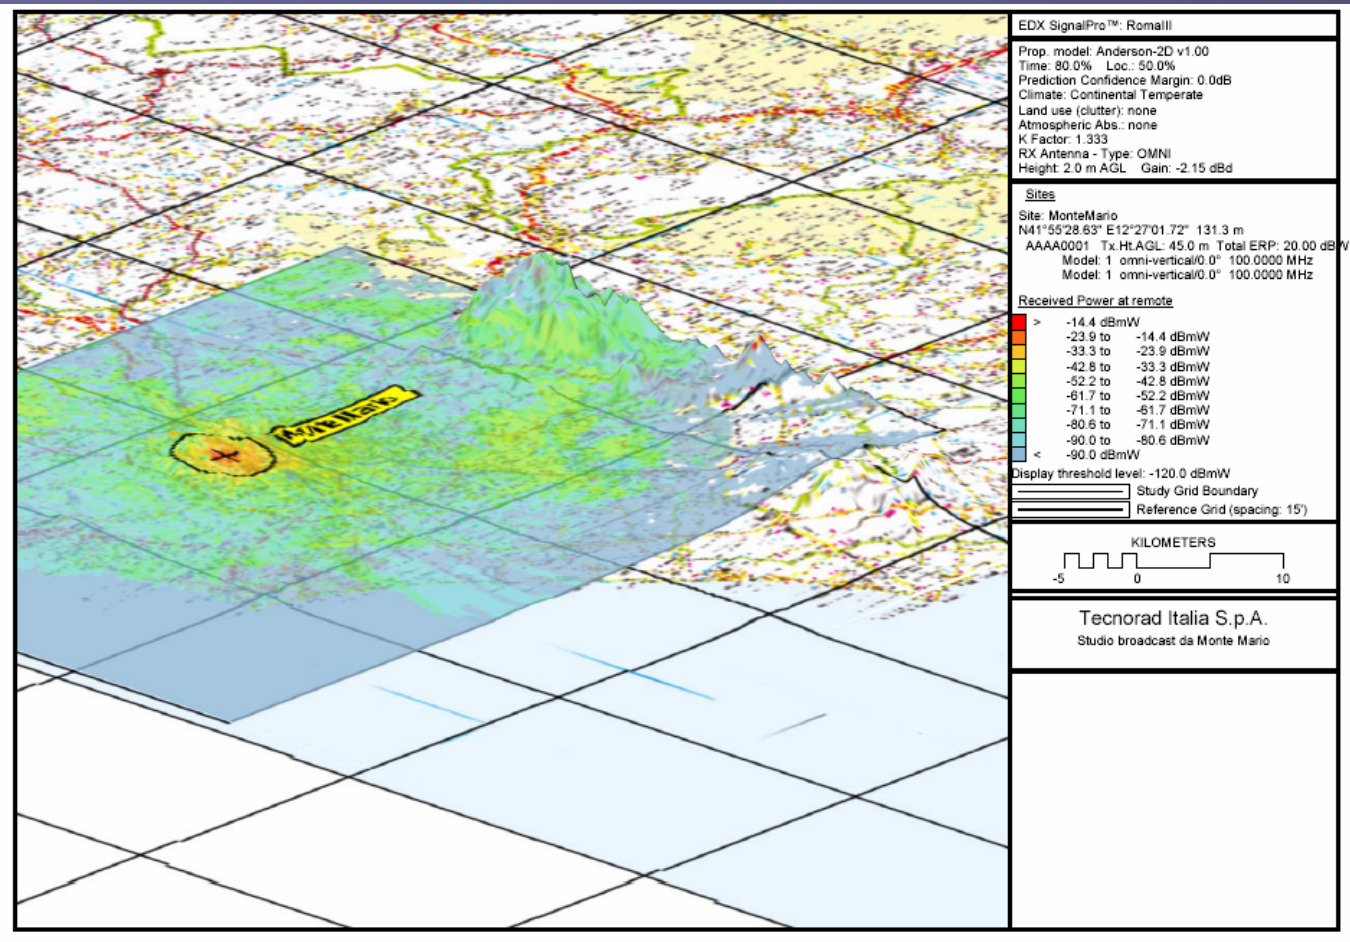 EDX SignalPro™: RomaIII
Prop. model: Anderson-2D v1.00
Time: 80.0% Loc.: 50.0%
Prediction Confidence Margin: 0.0dB
Climate: Continental Temperate
Land use (clutter): none
Atmospheric Abs.: none
K Factor: 1.333
RX Antenna - Type: OMNI
Height: 2.0 m AGL Gain: -2.15 dBd
Sites
Site: MonteMario
N41°55'28.63" E12°27'01.72" 131.3 m
AAAA0001 Tx.Ht.AGL: 45.0 m Total ERP: 20.00 dBW
Model: 1 omni-vertical/0.0° 100.0000 MHz
Model: 1 omni-vertical/0.0° 100.0000 MHz
Received Power at remote
> -14.4 dBmW
-23.9 to -14.4 dBmW
-33.3 to -23.9 dBmW
-42.8 to -33.3 dBmW
-52.2 to -42.8 dBmW
-61.7 to -52.2 dBmW
-71.1 to -61.7 dBmW
-80.6 to -71.1 dBmW
-90.0 to -80.6 dBmW
< -90.0 dBmW
Display threshold level: -120.0 dBmW
Study Grid Boundary
Reference Grid (spacing: 15')
KILOMETERS
-5 0 10
Tecnorad Italia S.p.A.
Studio broadcast da Monte Mario
MonteMario